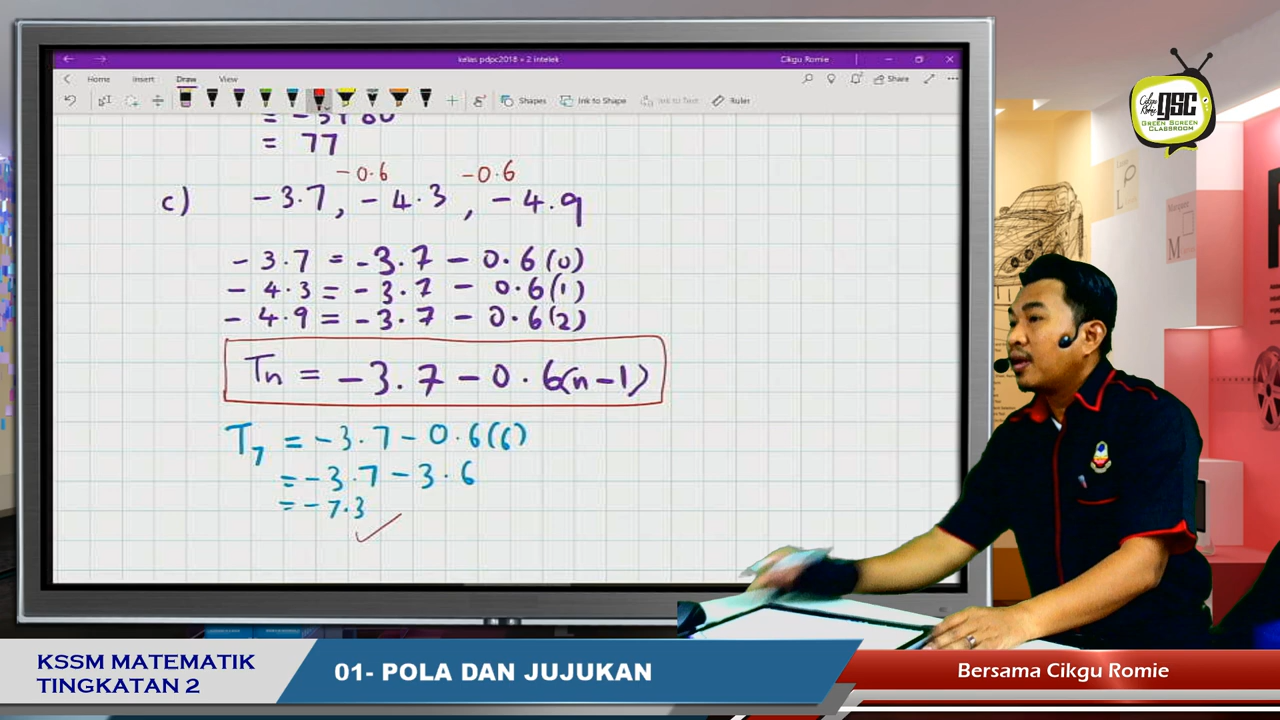 kelas pdpc2018 » 2 intelek
Cikgu Romie
Home Insert Draw View
Share
Shapes Ink to Shape Ink to Text Ruler
= 77
-0.6 -0.6
c) -3.7, -4.3, -4.9
-3.7 = -3.7 - 0.6(0)
-4.3 = -3.7 - 0.6(1)
-4.9 = -3.7 - 0.6(2)
Tn = -3.7 - 0.6(n-1)
T7 = -3.7 - 0.6(6)
= -3.7 - 3.6
= -7.3
Cikgu Romie GSC
GREEN SCREEN
CLASSROOM
KSSM MATEMATIK
TINGKATAN 2
01- POLA DAN JUJUKAN
Bersama Cikgu Romie